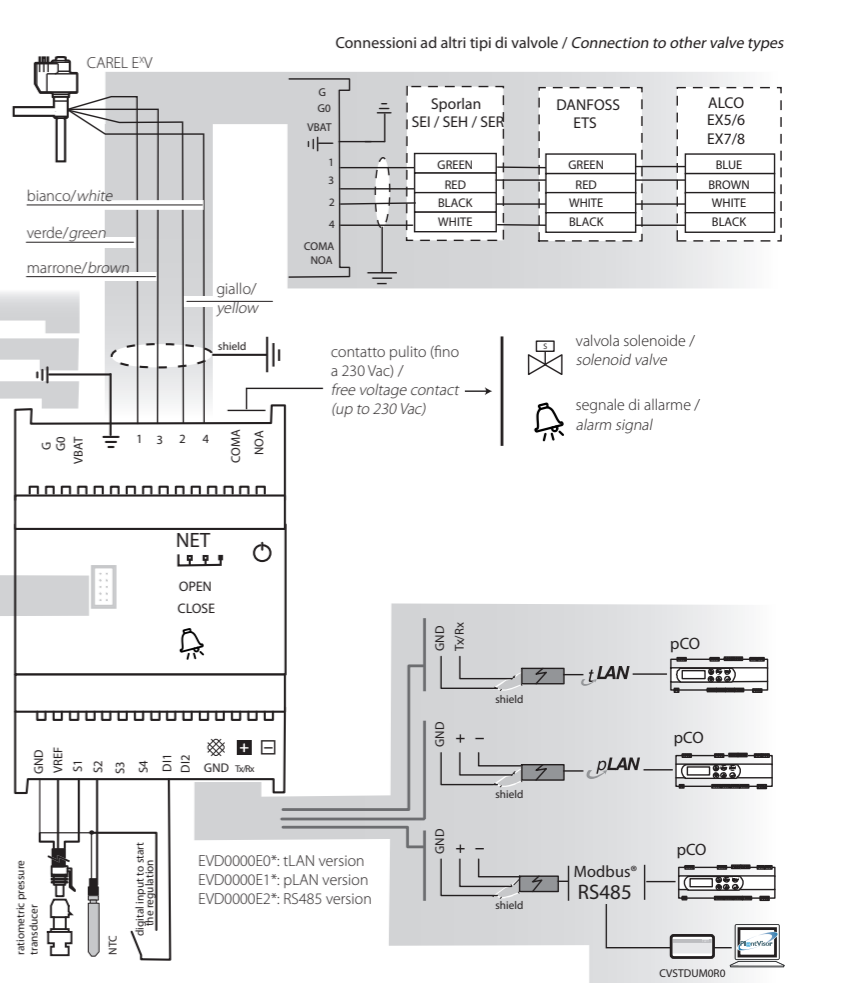 Connessioni ad altri tipi di valvole / Connection to other valve types
CAREL EXV
G
G0
VBAT
1
3
2
4
COMA
NOA
Sporlan
SEI / SEH / SER
GREEN
RED
BLACK
WHITE
DANFOSS
ETS
GREEN
RED
WHITE
BLACK
ALCO
EX5/6
EX7/8
BLUE
BROWN
WHITE
BLACK
bianco/white
verde/green
marrone/brown
giallo/
yellow
shield
contatto pulito (fino
a 230 Vac) /
free voltage contact
(up to 230 Vac)
S
valvola solenoide /
solenoid valve
segnale di allarme /
alarm signal
G
G0
VBAT
1
3
2
4
COMA
NOA
NET
OPEN
CLOSE
GND
VREF
S1
S2
S3
S4
DI1
DI2
GND
Tx/Rx
+
−
ratiometric pressure
transducer
NTC
digital input to start
the regulation
EVD0000E0*: tLAN version
EVD0000E1*: pLAN version
EVD0000E2*: RS485 version
GND
Tx/Rx
shield
tLAN
pCO
GND
+
−
shield
pLAN
pCO
GND
+
−
shield
Modbus®
RS485
pCO
CVSTDUM0R0
PlantVisor